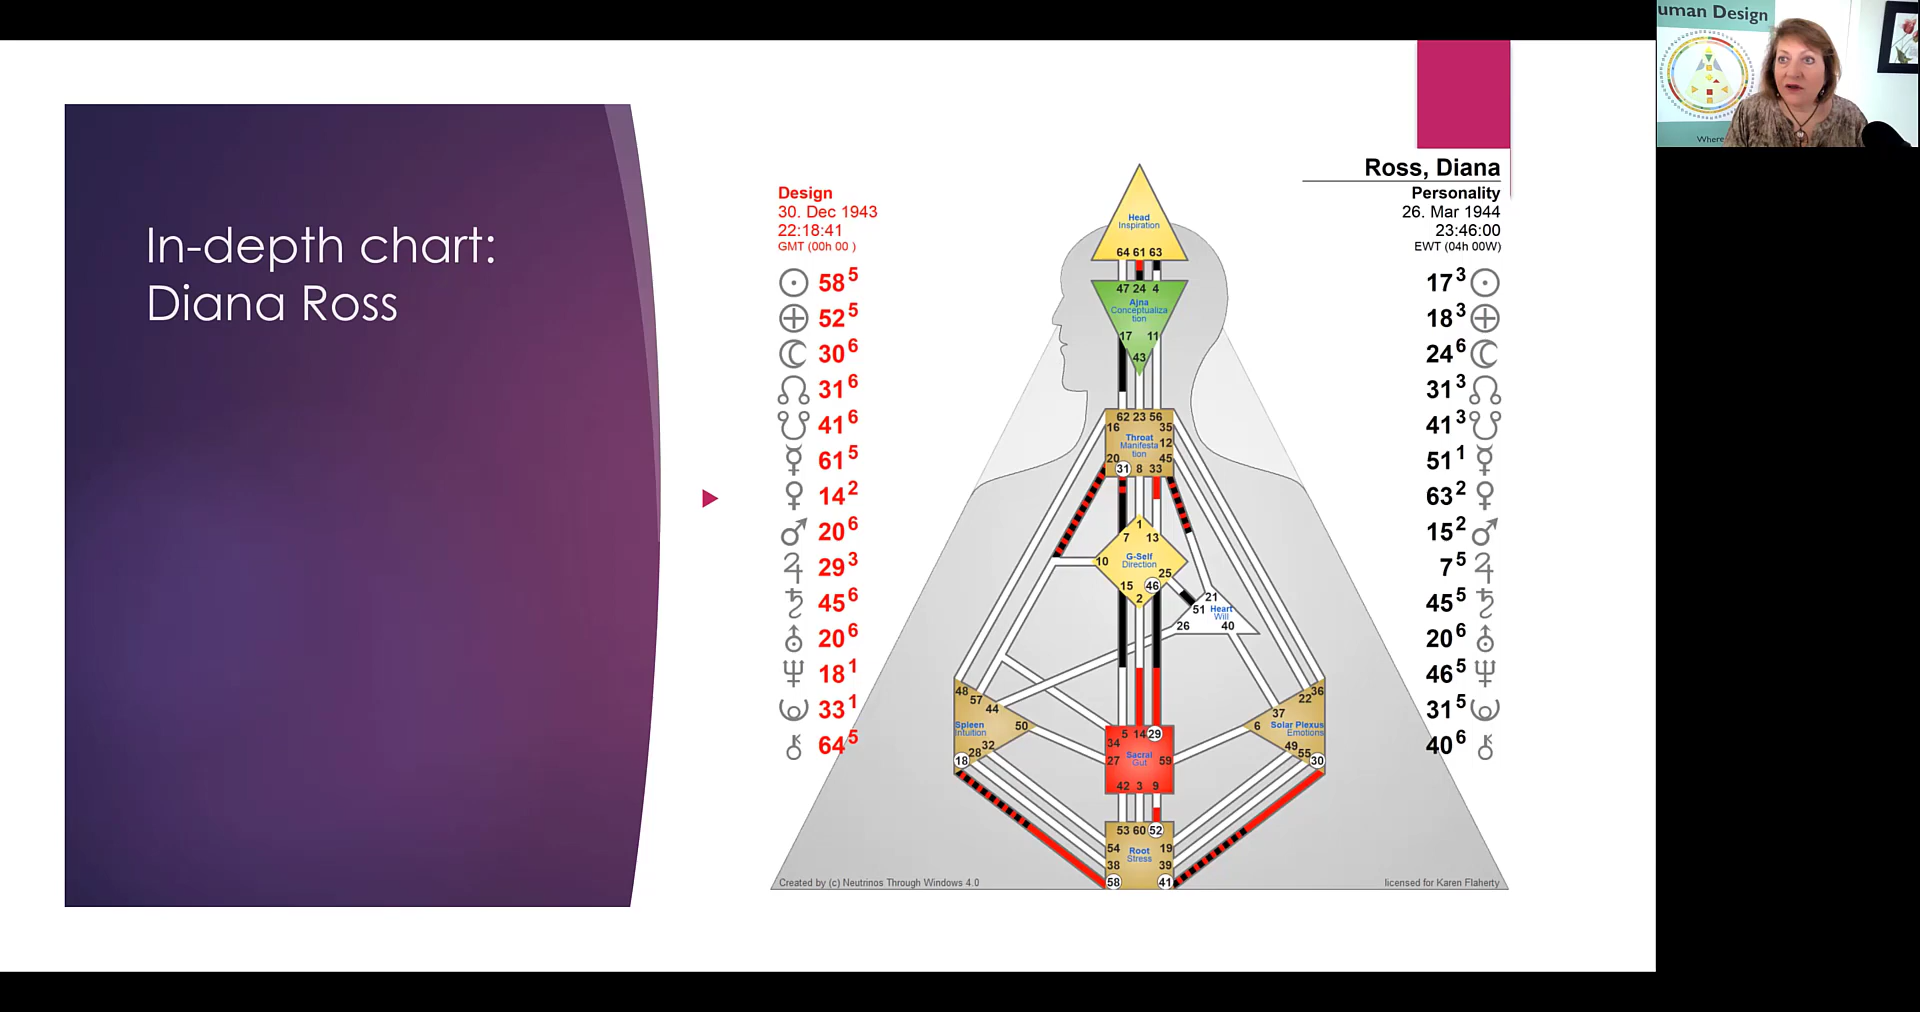 In-depth chart:
Diana Ross
Ross, Diana
Design
30. Dec 1943
22:18:41
GMT (00h 00 )
Personality
26. Mar 1944
23:46:00
EWT (04h 00W)
58 5
52 5
30 6
31 6
41 6
61 5
14 2
20 6
29 3
45 6
20 6
18 1
33 1
64 5
17 3
18 3
24 6
31 3
41 3
51 1
63 2
15 2
7 5
45 5
20 6
46 5
31 5
40 6
Head
Inspiration
64 61 63
47 24 4
Ajna
Conceptualiza
tion
17 11
43
62 23 56
16 35
Throat
Manifesta
tion
12
20 45
31 8 33
1
7 13
G-Self
Direction
10
25
15 46
2
21
51 Heart
Will
26 40
48
57
44
Spleen
Intuition
50
32
28
18
36
22
37
6 Solar Plexus
Emotions
49
55
30
5 14 29
34
Sacral
Gut
27 59
42 3 9
53 60 52
54 19
Root
Stress
38 39
58 41
Created by (c) Neutrinos Through Windows 4.0
licensed for Karen Flaherty
uman Design
Where